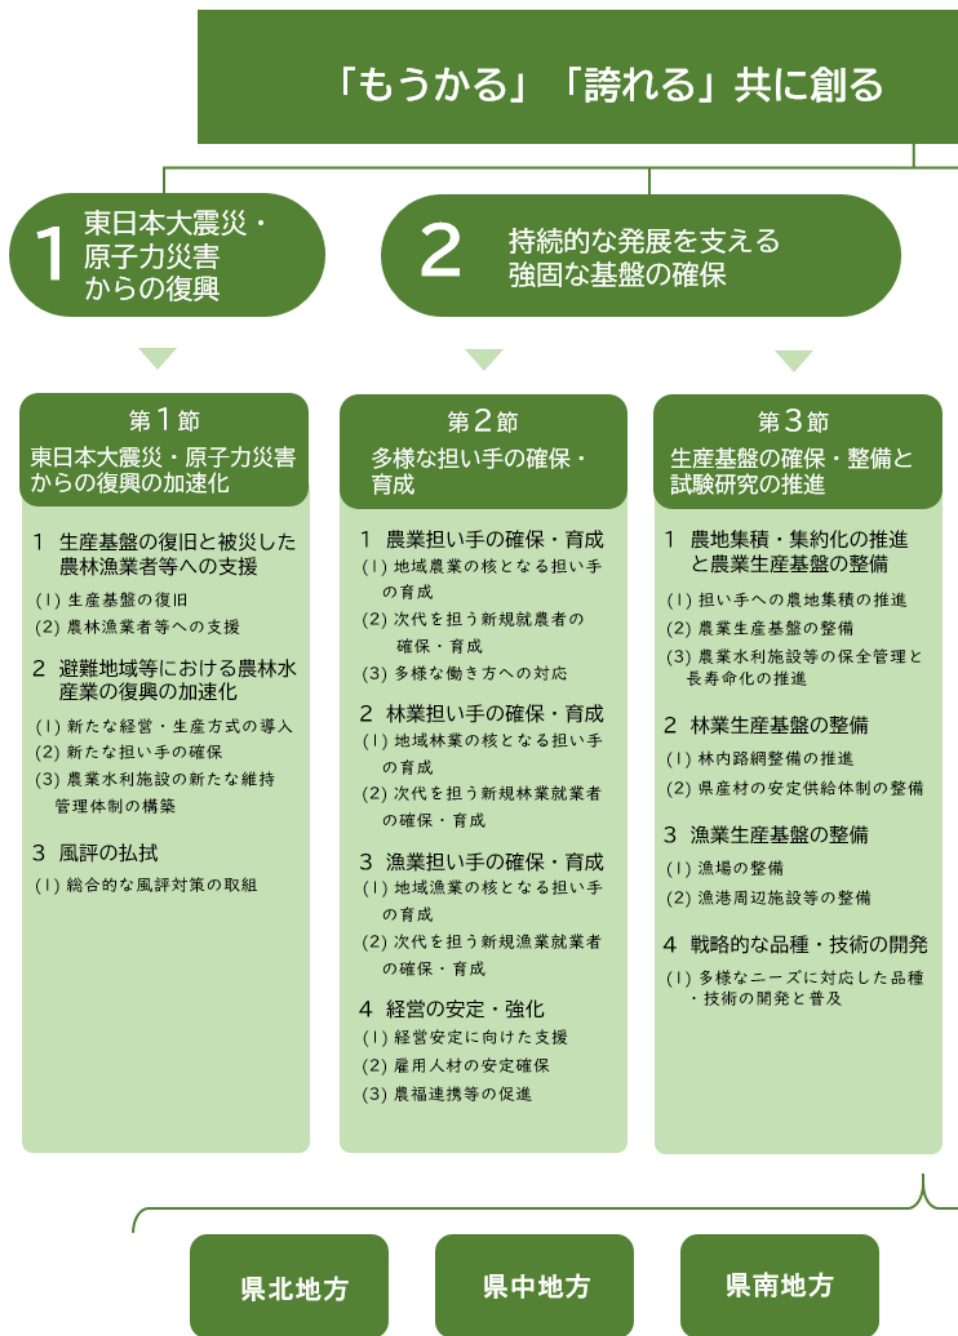 「もうかる」「誇れる」共に創る
1
東日本大震災・
原子力災害
からの復興
2
持続的な発展を支える
強固な基盤の確保
第1節
東日本大震災・原子力災害
からの復興の加速化
1 生産基盤の復旧と被災した
農林漁業者等への支援
(1) 生産基盤の復旧
(2) 農林漁業者等への支援
2 避難地域等における農林水
産業の復興の加速化
(1) 新たな経営・生産方式の導入
(2) 新たな担い手の確保
(3) 農業水利施設の新たな維持
管理体制の構築
3 風評の払拭
(1) 総合的な風評対策の取組
第2節
多様な担い手の確保・
育成
1 農業担い手の確保・育成
(1) 地域農業の核となる担い手
の育成
(2) 次代を担う新規就農者の
確保・育成
(3) 多様な働き方への対応
2 林業担い手の確保・育成
(1) 地域林業の核となる担い手
の育成
(2) 次代を担う新規林業就業者
の確保・育成
3 漁業担い手の確保・育成
(1) 地域漁業の核となる担い手
の育成
(2) 次代を担う新規漁業就業者
の確保・育成
4 経営の安定・強化
(1) 経営安定に向けた支援
(2) 雇用人材の安定確保
(3) 農福連携等の促進
第3節
生産基盤の確保・整備と
試験研究の推進
1 農地集積・集約化の推進
と農業生産基盤の整備
(1) 担い手への農地集積の推進
(2) 農業生産基盤の整備
(3) 農業水利施設等の保全管理と
長寿命化の推進
2 林業生産基盤の整備
(1) 林内路網整備の推進
(2) 県産材の安定供給体制の整備
3 漁業生産基盤の整備
(1) 漁場の整備
(2) 漁港周辺施設等の整備
4 戦略的な品種・技術の開発
(1) 多様なニーズに対応した品種
・技術の開発と普及
県北地方
県中地方
県南地方